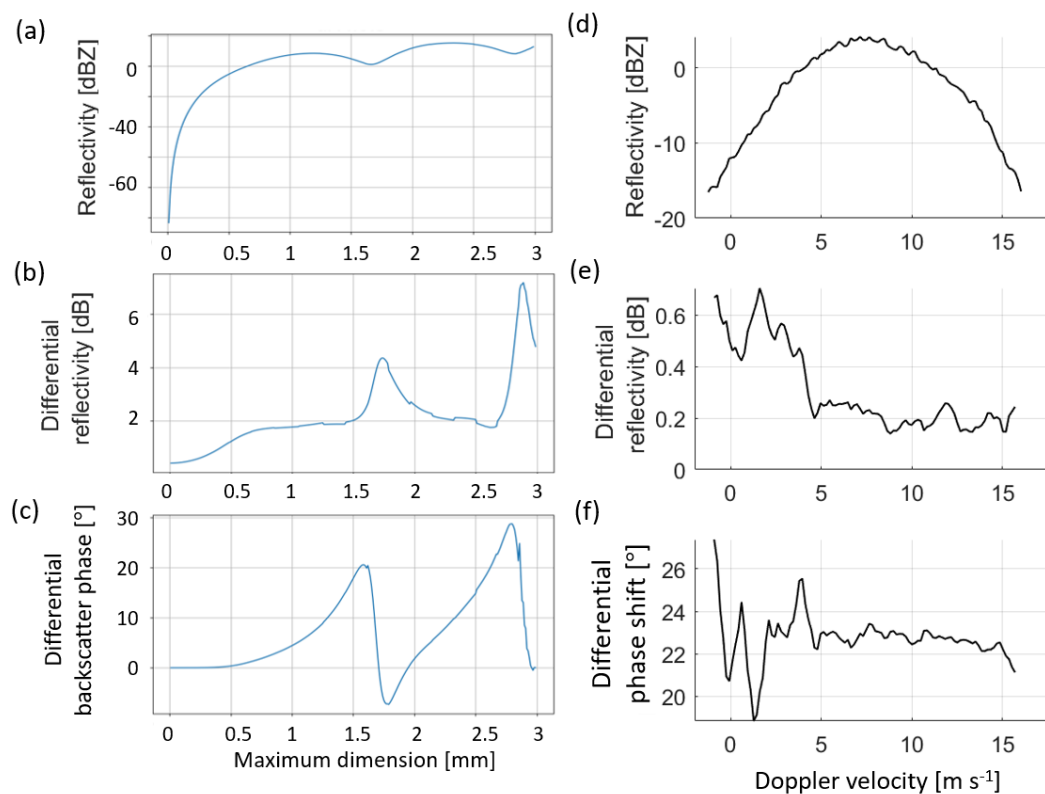 (a)
Reflectivity [dBZ]
0
-40
-60
0 0.5 1 1.5 2 2.5 3
(b)
Differential
reflectivity [dB]
6
4
2
0 0.5 1 1.5 2 2.5 3
(c)
Differential
backscatter phase [°]
30
20
10
0
0 0.5 1 1.5 2 2.5 3
Maximum dimension [mm]
(d)
Reflectivity [dBZ]
0
-10
-20
0 5 10 15
(e)
Differential
reflectivity [dB]
0.6
0.4
0.2
0
0 5 10 15
(f)
Differential
phase shift [°]
26
24
22
20
0 5 10 15
Doppler velocity [m s-1]